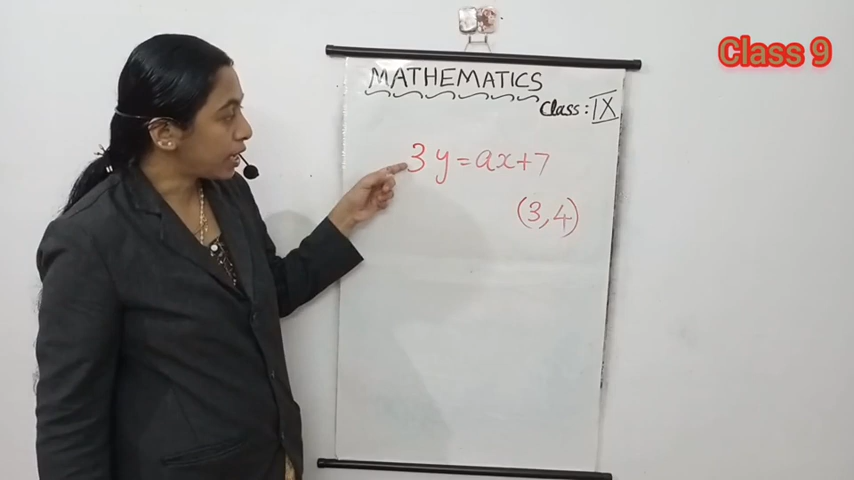 Class 9
MATHEMATICS
Class: IX
3y = ax+7
(3,4)